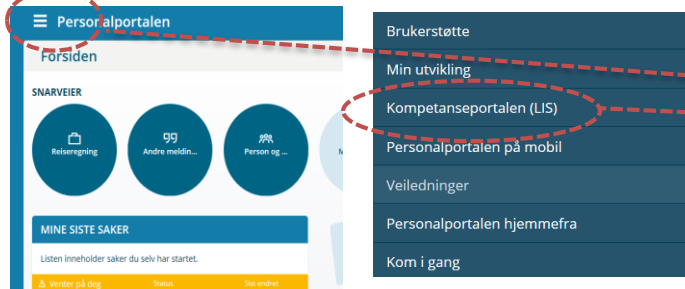 Personalportalen
Forsiden
SNARVEIER
Reiseregning
Andre meldin...
Person og ...
MINE SISTE SAKER
Listen inneholder saker du selv har startet.
Venter på deg Status Sist endret
Brukerstøtte
Min utvikling
Kompetanseportalen (LIS)
Personalportalen på mobil
Veiledninger
Personalportalen hjemmefra
Kom i gang